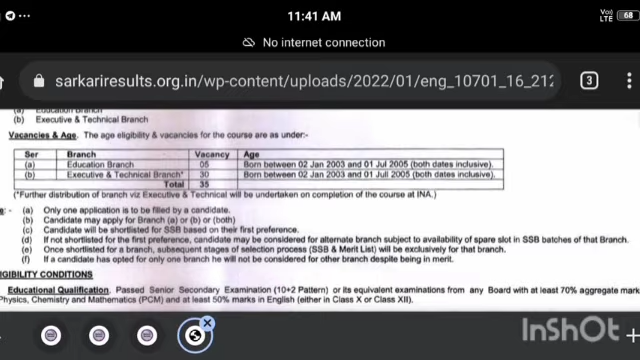 11:41 AM
Vo)
LTE
68
No internet connection
sarkariresults.org.in/wp-content/uploads/2022/01/eng_10701_16_212
3
(a) Education Branch
(b) Executive & Technical Branch
Vacancies & Age. The age eligibility & vacancies for the course are as under:-
Ser Branch Vacancy Age
(a) Education Branch 05 Born between 02 Jan 2003 and 01 Jul 2005 (both dates inclusive).
(b) Executive & Technical Branch* 30 Born between 02 Jan 2003 and 01 Jul 2005 (both dates inclusive).
Total 35
(*Further distribution of branch viz Executive & Technical will be undertaken on completion of the course at INA.)
e: - (a) Only one application is to be filled by a candidate.
(b) Candidate may apply for Branch (a) or (b) or (both)
(c) Candidate will be shortlisted for SSB based on their first preference.
(d) If not shortlisted for the first preference, candidate may be considered for alternate branch subject to availability of spare slot in SSB batches of that Branch.
(e) Once shortlisted for a branch, subsequent stages of selection process (SSB & Merit List) will be exclusively for that branch.
(f) If a candidate has opted for only one branch he will not be considered for other branch despite being in merit.
IGIBILITY CONDITIONS
Educational Qualification. Passed Senior Secondary Examination (10+2 Pattern) or its equivalent examinations from any Board with at least 70% aggregate mark
Physics, Chemistry and Mathematics (PCM) and at least 50% marks in English (either in Class X or Class XII).
InShOt